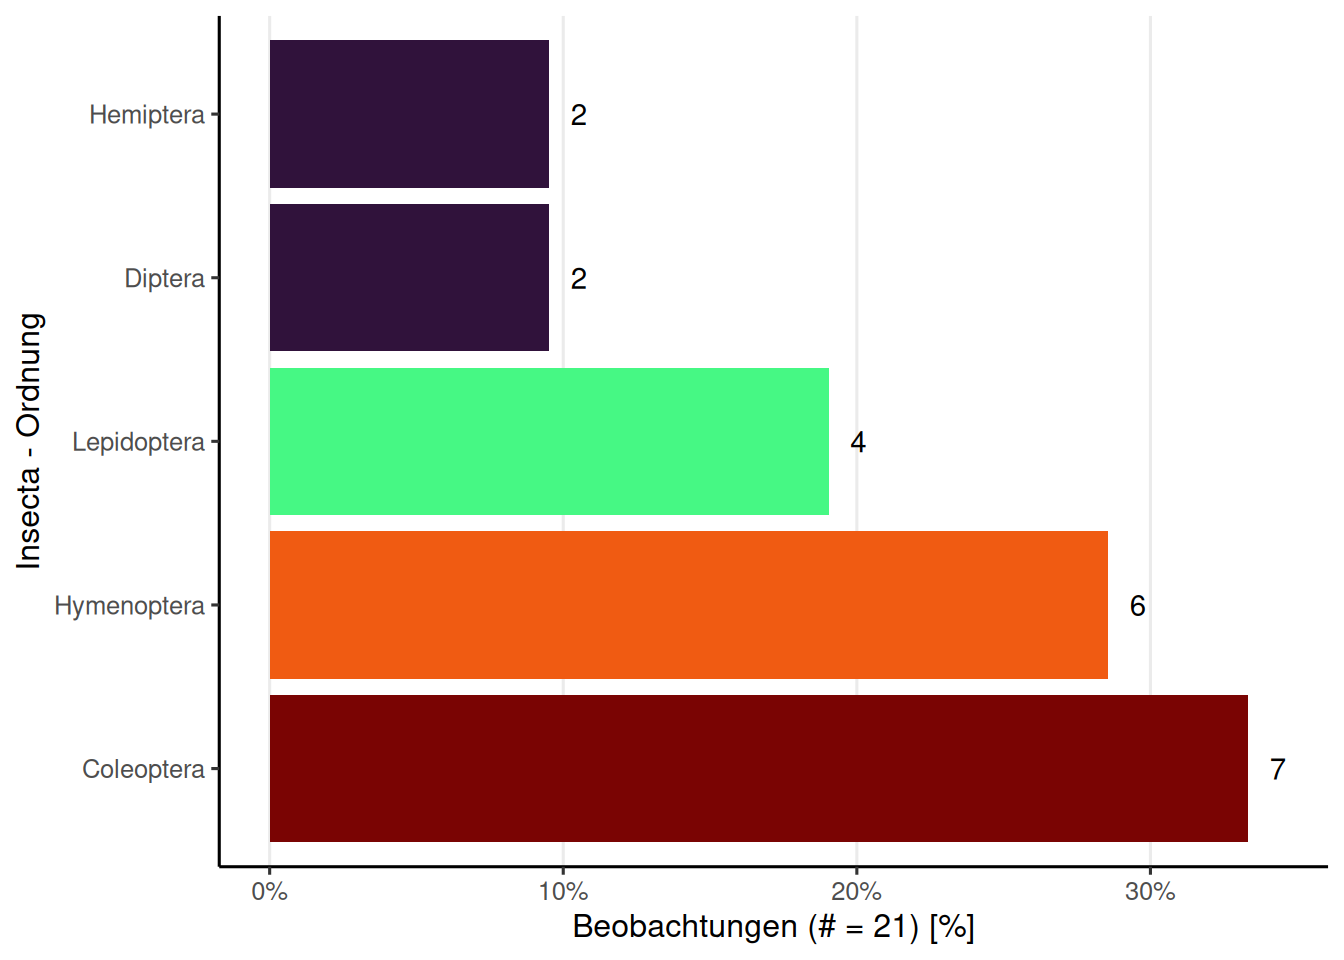 Insecta - Ordnung
Hemiptera 2
Diptera 2
Lepidoptera 4
Hymenoptera 6
Coleoptera 7
0% 10% 20% 30%
Beobachtungen (# = 21) [%]